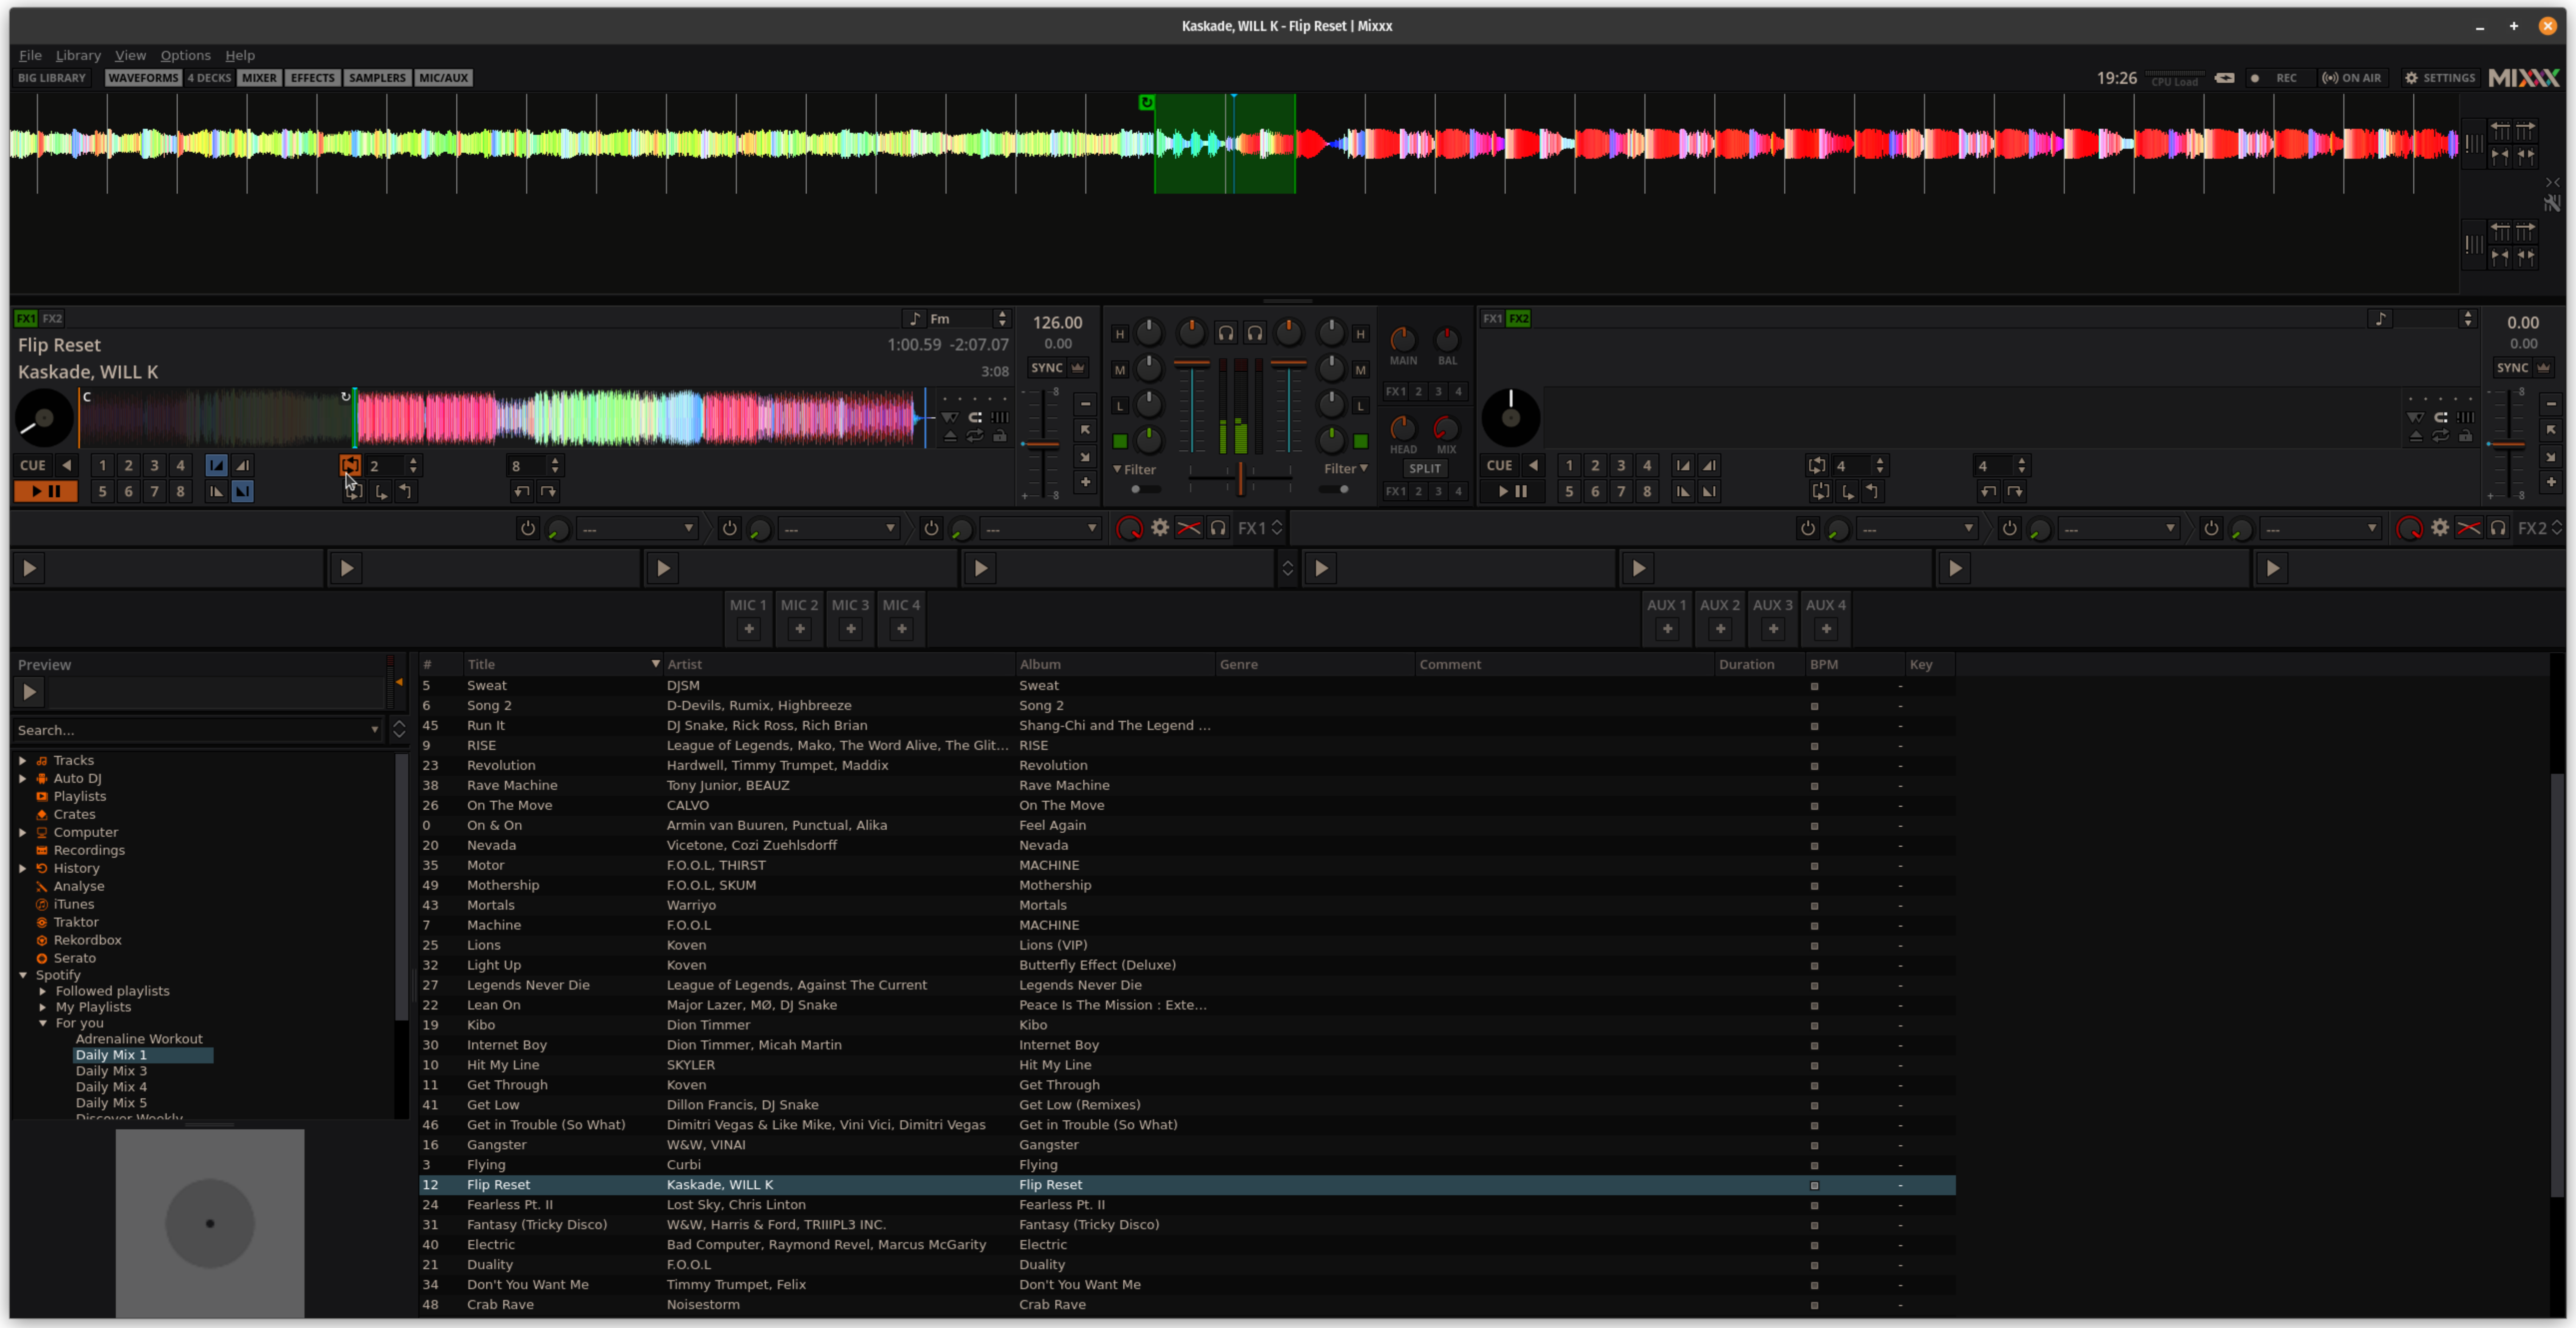 Kaskade, WILL K - Flip Reset | Mixxx
File Library View Options Help
BIG LIBRARY WAVEFORMS 4 DECKS MIXER EFFECTS SAMPLERS MIC/AUX 19:26 CPU Load REC ON AIR SETTINGS MIXXX
FX1 FX2 Fm 126.00 H H FX1 FX2 0.00
Flip Reset 1:00.59 -2:07.07 0.00 MAIN BAL 0.00
Kaskade, WILL K 3:08 SYNC M M SYNC
C 8 L L FX1 2 3 4 8
HEAD MIX
CUE 1 2 3 4 2 8 Filter Filter SPLIT CUE 1 2 3 4 4 4
5 6 7 8 8 FX1 2 3 4 5 6 7 8 8
--- --- --- FX1 --- --- --- FX2
MIC 1 MIC 2 MIC 3 MIC 4 AUX 1 AUX 2 AUX 3 AUX 4
Preview
Search...
Tracks
Auto DJ
Playlists
Crates
Computer
Recordings
History
Analyse
iTunes
Traktor
Rekordbox
Serato
Spotify
Followed playlists
My Playlists
For you
Adrenaline Workout
Daily Mix 1
Daily Mix 3
Daily Mix 4
Daily Mix 5
Discover Weekly
# Title Artist Album Genre Comment Duration BPM Key
5 Sweat DJSM Sweat -
6 Song 2 D-Devils, Rumix, Highbreeze Song 2 -
45 Run It DJ Snake, Rick Ross, Rich Brian Shang-Chi and The Legend ... -
9 RISE League of Legends, Mako, The Word Alive, The Glit... RISE -
23 Revolution Hardwell, Timmy Trumpet, Maddix Revolution -
38 Rave Machine Tony Junior, BEAUZ Rave Machine -
26 On The Move CALVO On The Move -
0 On & On Armin van Buuren, Punctual, Alika Feel Again -
20 Nevada Vicetone, Cozi Zuehlsdorff Nevada -
35 Motor F.O.O.L, THIRST MACHINE -
49 Mothership F.O.O.L, SKUM Mothership -
43 Mortals Warriyo Mortals -
7 Machine F.O.O.L MACHINE -
25 Lions Koven Lions (VIP) -
32 Light Up Koven Butterfly Effect (Deluxe) -
27 Legends Never Die League of Legends, Against The Current Legends Never Die -
22 Lean On Major Lazer, MØ, DJ Snake Peace Is The Mission : Exte... -
19 Kibo Dion Timmer Kibo -
30 Internet Boy Dion Timmer, Micah Martin Internet Boy -
10 Hit My Line SKYLER Hit My Line -
11 Get Through Koven Get Through -
41 Get Low Dillon Francis, DJ Snake Get Low (Remixes) -
46 Get in Trouble (So What) Dimitri Vegas & Like Mike, Vini Vici, Dimitri Vegas Get in Trouble (So What) -
16 Gangster W&W, VINAI Gangster -
3 Flying Curbi Flying -
12 Flip Reset Kaskade, WILL K Flip Reset -
24 Fearless Pt. II Lost Sky, Chris Linton Fearless Pt. II -
31 Fantasy (Tricky Disco) W&W, Harris & Ford, TRIIIPL3 INC. Fantasy (Tricky Disco) -
40 Electric Bad Computer, Raymond Revel, Marcus McGarity Electric -
21 Duality F.O.O.L Duality -
34 Don't You Want Me Timmy Trumpet, Felix Don't You Want Me -
48 Crab Rave Noisestorm Crab Rave -